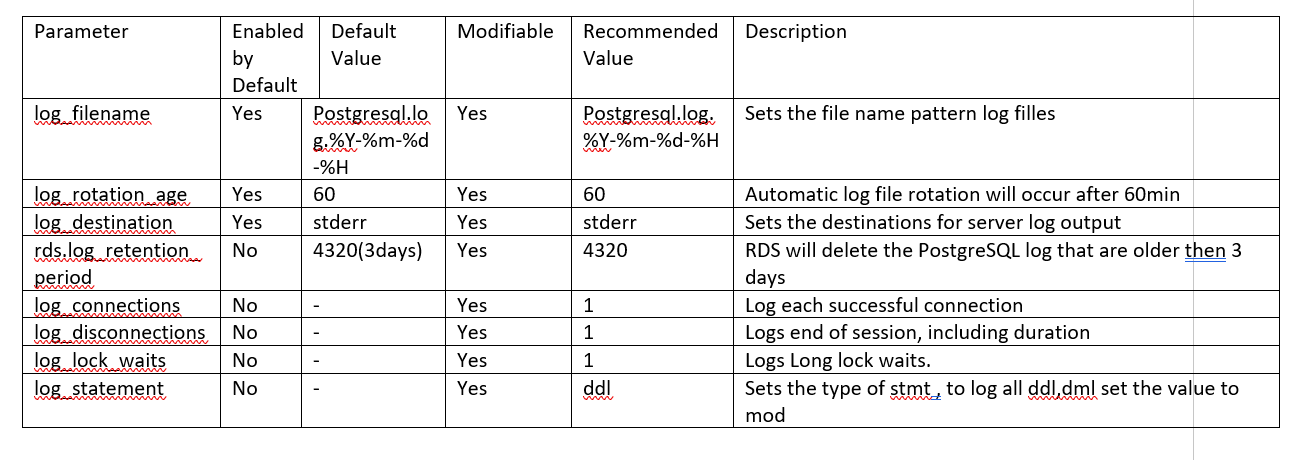 Parameter
Enabled
by
Default
Default
Value
Modifiable
Recommended
Value
Description
log_filename
Yes
Postgresql.lo
g.%Y-%m-%d
-%H
Yes
Postgresql.log.
%Y-%m-%d-%H
Sets the file name pattern log filles
log_rotation_age
Yes
60
Yes
60
Automatic log file rotation will occur after 60min
log_destination
Yes
stderr
Yes
stderr
Sets the destinations for server log output
rds.log_retention_
period
No
4320(3days)
Yes
4320
RDS will delete the PostgreSQL log that are older then 3
days
log_connections
No
-
Yes
1
Log each successful connection
log_disconnections
No
-
Yes
1
Logs end of session, including duration
log_lock_waits
No
-
Yes
1
Logs Long lock waits.
log_statement
No
-
Yes
ddl
Sets the type of stmt , to log all ddl,dml set the value to
mod